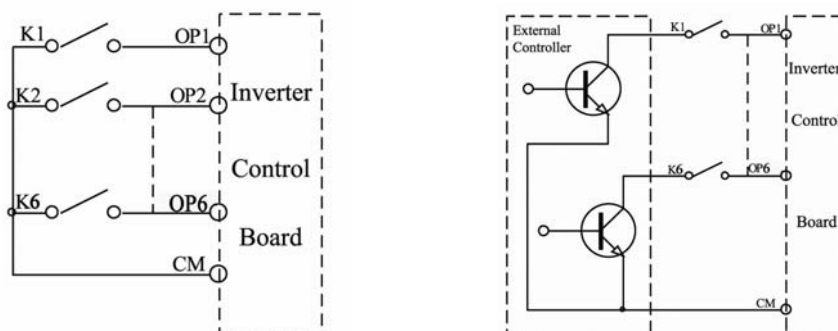 K1
OP1
K2
OP2
Inverter
Control
K6
OP6
Board
CM
External
Controller
K1
OP1
Inverter
Control
K6
OP6
Board
CM